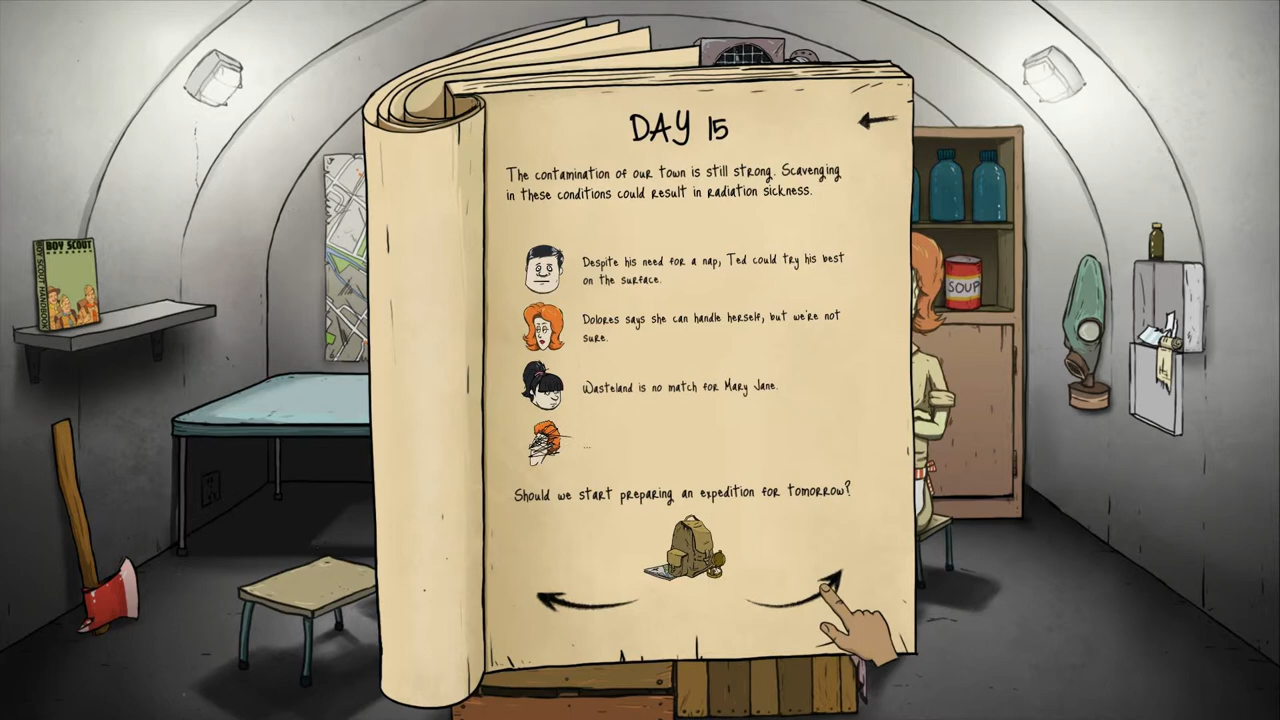 DAY 15
The contamination of our town is still strong. Scavenging
in these conditions could result in radiation sickness.
Despite his need for a nap, Ted could try his best
on the surface.
Dolores says she can handle herself, but we're not
sure.
Wasteland is no match for Mary Jane.
...
Should we start preparing an expedition for tomorrow?
BOY SCOUT
BOY SCOUT HANDBOOK
SOUP